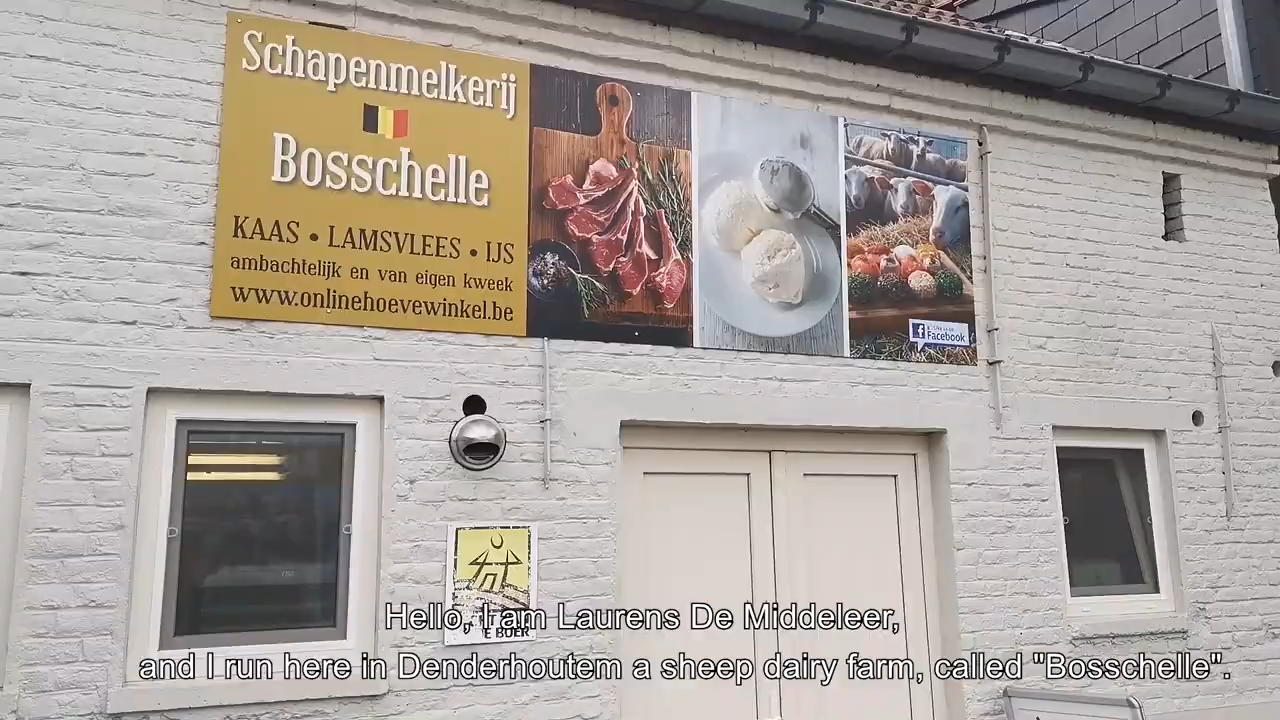 Schapenmelkerij
Bosschelle
KAAS • LAMSVLEES • IJS
ambachtelijk en van eigen kweek
www.onlinehoevewinkel.be
Facebook
BOER
Hello, I am Laurens De Middeleer,
and I run here in Denderhoutem a sheep dairy farm, called "Bosschelle".